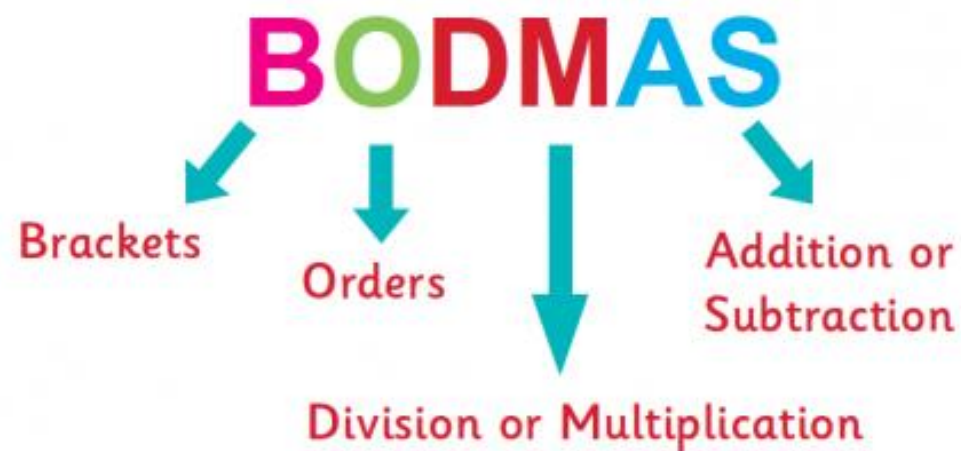 BODMAS
Brackets
Orders
Addition or
Subtraction
Division or Multiplication